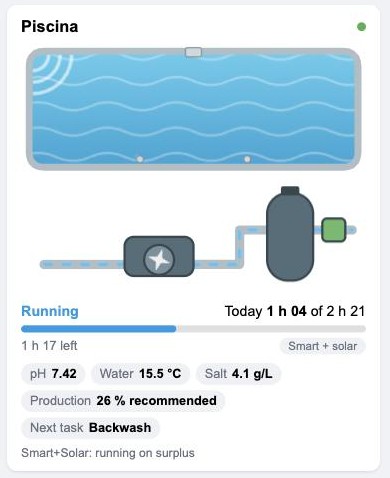 Piscina
Running Today 1 h 04 of 2 h 21
1 h 17 left Smart + solar
pH 7.42 Water 15.5 °C Salt 4.1 g/L
Production 26 % recommended
Next task Backwash
Smart+Solar: running on surplus